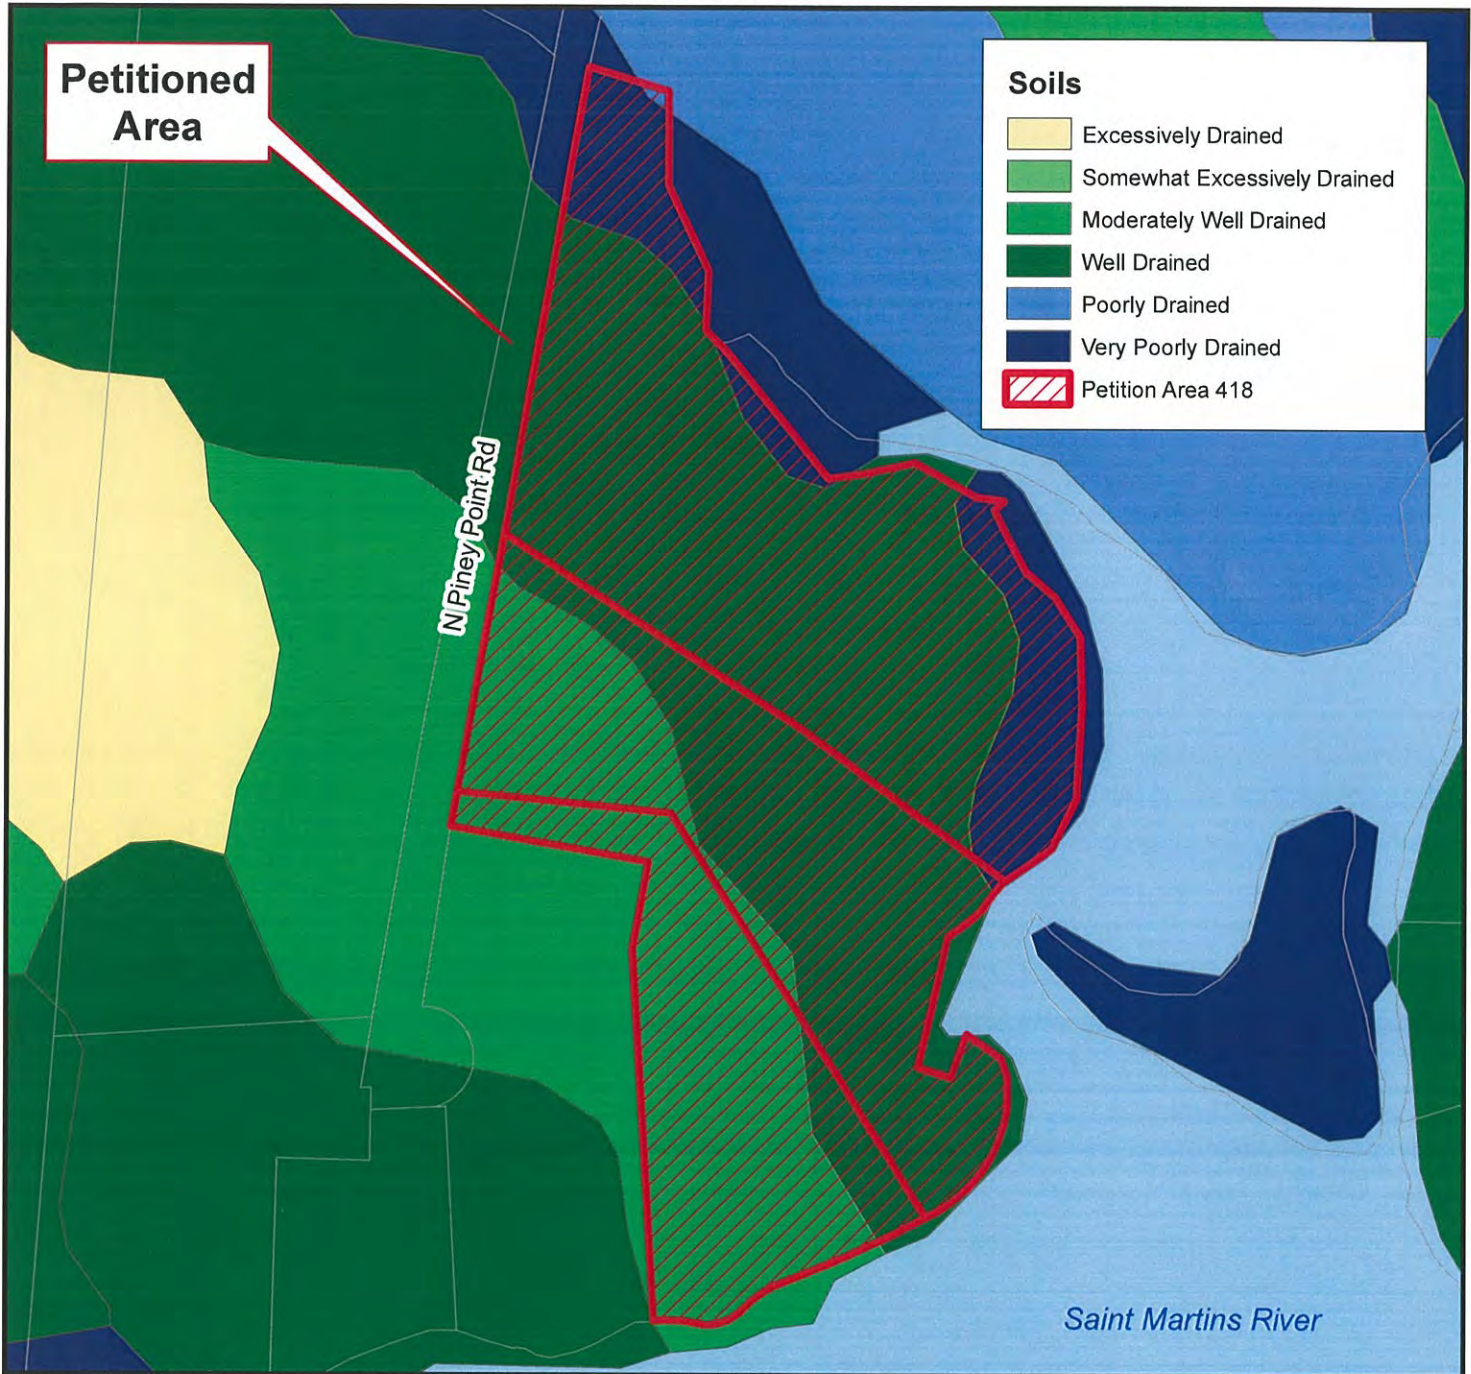 Petitioned
Area
Soils
Excessively Drained
Somewhat Excessively Drained
Moderately Well Drained
Well Drained
Poorly Drained
Very Poorly Drained
Petition Area 418
N Piney Point Rd
Saint Martins River